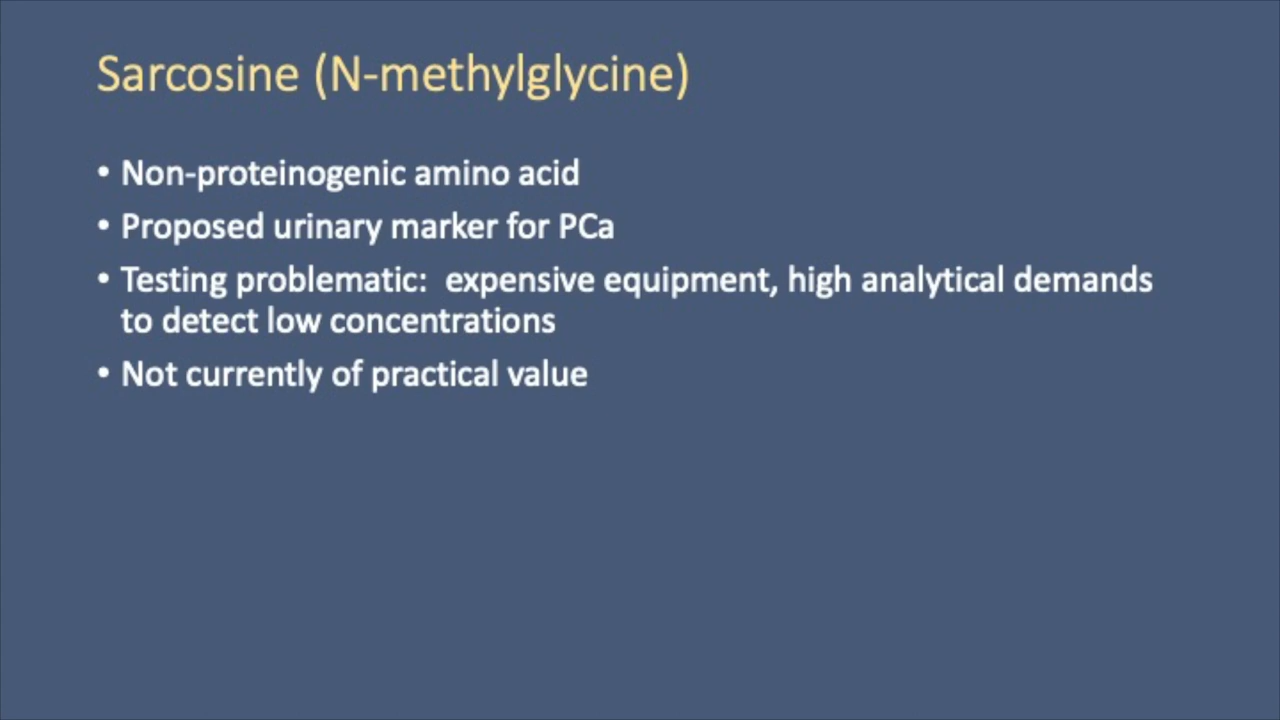 Sarcosine (N-methylglycine)
• Non-proteinogenic amino acid
• Proposed urinary marker for PCa
• Testing problematic:  expensive equipment, high analytical demands
to detect low concentrations
• Not currently of practical value